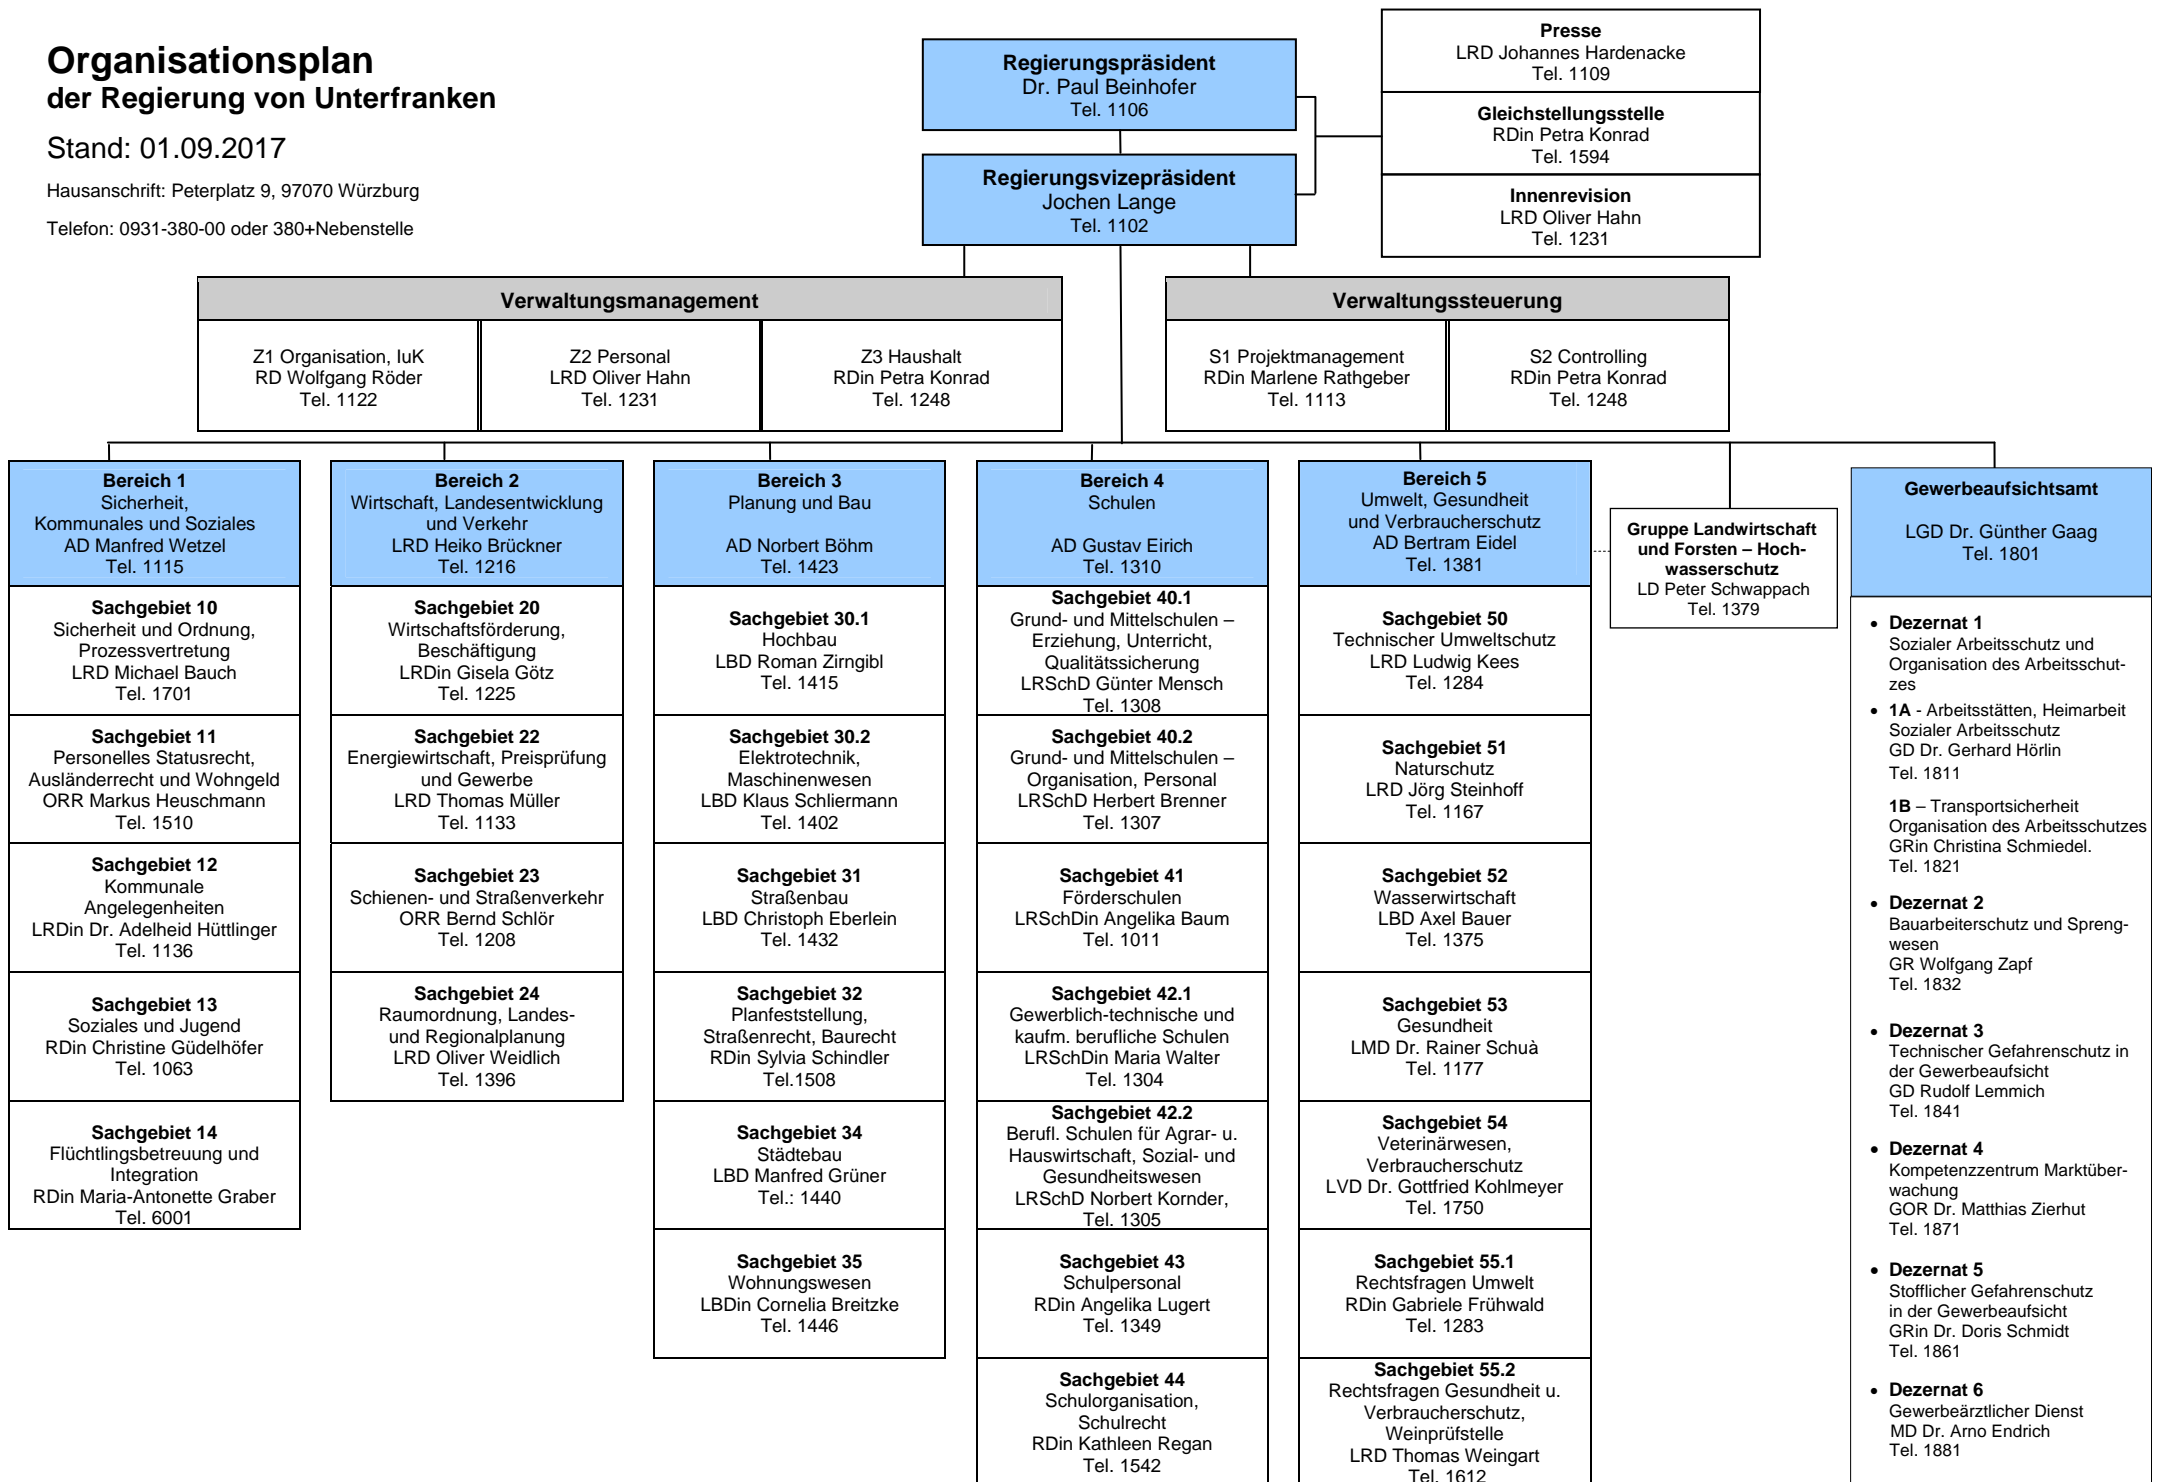 Organisationsplan
der Regierung von Unterfranken
Stand: 01.09.2017
Hausanschrift: Peterplatz 9, 97070 Würzburg
Telefon: 0931-380-00 oder 380+Nebenstelle
Regierungspräsident
Dr. Paul Beinhofer
Tel. 1106
Regierungsvizepräsident
Jochen Lange
Tel. 1102
Presse
LRD Johannes Hardenacke
Tel. 1109
Gleichstellungsstelle
RDin Petra Konrad
Tel. 1594
Innenrevision
LRD Oliver Hahn
Tel. 1231
Verwaltungsmanagement
Z1 Organisation, IuK
RD Wolfgang Röder
Tel. 1122
Z2 Personal
LRD Oliver Hahn
Tel. 1231
Z3 Haushalt
RDin Petra Konrad
Tel. 1248
Verwaltungssteuerung
S1 Projektmanagement
RDin Marlene Rathgeber
Tel. 1113
S2 Controlling
RDin Petra Konrad
Tel. 1248
Bereich 1
Sicherheit,
Kommunales und Soziales
AD Manfred Wetzel
Tel. 1115
Sachgebiet 10
Sicherheit und Ordnung,
Prozessvertretung
LRD Michael Bauch
Tel. 1701
Sachgebiet 11
Personelles Statusrecht,
Ausländerrecht und Wohngeld
ORR Markus Heuschmann
Tel. 1510
Sachgebiet 12
Kommunale
Angelegenheiten
LRDin Dr. Adelheid Hüttlinger
Tel. 1136
Sachgebiet 13
Soziales und Jugend
RDin Christine Güdelhöfer
Tel. 1063
Sachgebiet 14
Flüchtlingsbetreuung und
Integration
RDin Maria-Antonette Graber
Tel. 6001
Bereich 2
Wirtschaft, Landesentwicklung
und Verkehr
LRD Heiko Brückner
Tel. 1216
Sachgebiet 20
Wirtschaftsförderung,
Beschäftigung
LRDin Gisela Götz
Tel. 1225
Sachgebiet 22
Energiewirtschaft, Preisprüfung
und Gewerbe
LRD Thomas Müller
Tel. 1133
Sachgebiet 23
Schienen- und Straßenverkehr
ORR Bernd Schlör
Tel. 1208
Sachgebiet 24
Raumordnung, Landes-
und Regionalplanung
LRD Oliver Weidlich
Tel. 1396
Bereich 3
Planung und Bau
AD Norbert Böhm
Tel. 1423
Sachgebiet 30.1
Hochbau
LBD Roman Zirngibl
Tel. 1415
Sachgebiet 30.2
Elektrotechnik,
Maschinenwesen
LBD Klaus Schliermann
Tel. 1402
Sachgebiet 31
Straßenbau
LBD Christoph Eberlein
Tel. 1432
Sachgebiet 32
Planfeststellung,
Straßenrecht, Baurecht
RDin Sylvia Schindler
Tel.1508
Sachgebiet 34
Städtebau
LBD Manfred Grüner
Tel.: 1440
Sachgebiet 35
Wohnungswesen
LBDin Cornelia Breitzke
Tel. 1446
Bereich 4
Schulen
AD Gustav Eirich
Tel. 1310
Sachgebiet 40.1
Grund- und Mittelschulen –
Erziehung, Unterricht,
Qualitätssicherung
LRSchD Günter Mensch
Tel. 1308
Sachgebiet 40.2
Grund- und Mittelschulen –
Organisation, Personal
LRSchD Herbert Brenner
Tel. 1307
Sachgebiet 41
Förderschulen
LRSchDin Angelika Baum
Tel. 1011
Sachgebiet 42.1
Gewerblich-technische und
kaufm. berufliche Schulen
LRSchDin Maria Walter
Tel. 1304
Sachgebiet 42.2
Berufl. Schulen für Agrar- u.
Hauswirtschaft, Sozial- und
Gesundheitswesen
LRSchD Norbert Kornder,
Tel. 1305
Sachgebiet 43
Schulpersonal
RDin Angelika Lugert
Tel. 1349
Sachgebiet 44
Schulorganisation,
Schulrecht
RDin Kathleen Regan
Tel. 1542
Bereich 5
Umwelt, Gesundheit
und Verbraucherschutz
AD Bertram Eidel
Tel. 1381
Sachgebiet 50
Technischer Umweltschutz
LRD Ludwig Kees
Tel. 1284
Sachgebiet 51
Naturschutz
LRD Jörg Steinhoff
Tel. 1167
Sachgebiet 52
Wasserwirtschaft
LBD Axel Bauer
Tel. 1375
Sachgebiet 53
Gesundheit
LMD Dr. Rainer Schuà
Tel. 1177
Sachgebiet 54
Veterinärwesen,
Verbraucherschutz
LVD Dr. Gottfried Kohlmeyer
Tel. 1750
Sachgebiet 55.1
Rechtsfragen Umwelt
RDin Gabriele Frühwald
Tel. 1283
Sachgebiet 55.2
Rechtsfragen Gesundheit u.
Verbraucherschutz,
Weinprüfstelle
LRD Thomas Weingart
Tel. 1612
Gruppe Landwirtschaft
und Forsten – Hoch-
wasserschutz
LD Peter Schwappach
Tel. 1379
Gewerbeaufsichtsamt
LGD Dr. Günther Gaag
Tel. 1801
• Dezernat 1
Sozialer Arbeitsschutz und
Organisation des Arbeitsschut-
zes
• 1A - Arbeitsstätten, Heimarbeit
Sozialer Arbeitsschutz
GD Dr. Gerhard Hörlin
Tel. 1811
1B – Transportsicherheit
Organisation des Arbeitsschutzes
GRin Christina Schmiedel.
Tel. 1821
• Dezernat 2
Bauarbeiterschutz und Spreng-
wesen
GR Wolfgang Zapf
Tel. 1832
• Dezernat 3
Technischer Gefahrenschutz in
der Gewerbeaufsicht
GD Rudolf Lemmich
Tel. 1841
• Dezernat 4
Kompetenzzentrum Marktüber-
wachung
GOR Dr. Matthias Zierhut
Tel. 1871
• Dezernat 5
Stofflicher Gefahrenschutz
in der Gewerbeaufsicht
GRin Dr. Doris Schmidt
Tel. 1861
• Dezernat 6
Gewerbeärztlicher Dienst
MD Dr. Arno Endrich
Tel. 1881